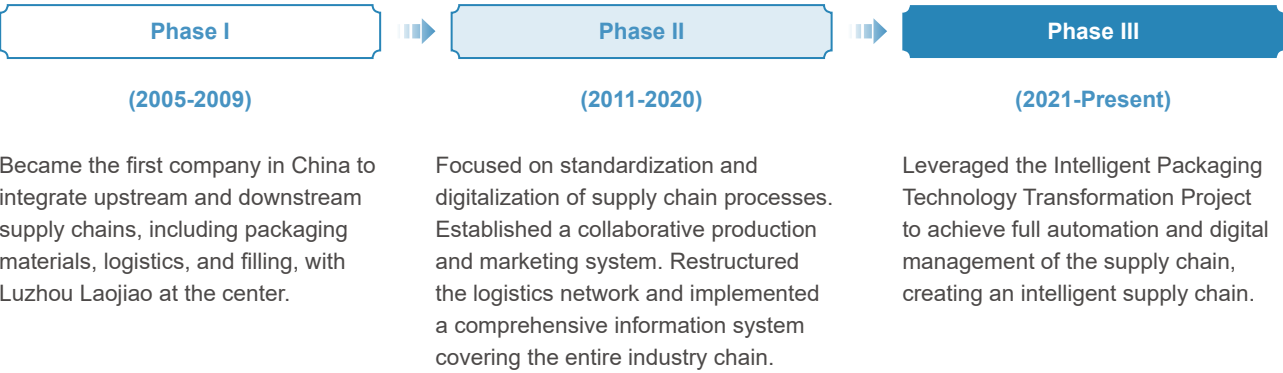 Phase I
(2005-2009)
Became the first company in China to
integrate upstream and downstream
supply chains, including packaging
materials, logistics, and filling, with
Luzhou Laojiao at the center.
Phase II
(2011-2020)
Focused on standardization and
digitalization of supply chain processes.
Established a collaborative production
and marketing system. Restructured
the logistics network and implemented
a comprehensive information system
covering the entire industry chain.
Phase III
(2021-Present)
Leveraged the Intelligent Packaging
Technology Transformation Project
to achieve full automation and digital
management of the supply chain,
creating an intelligent supply chain.